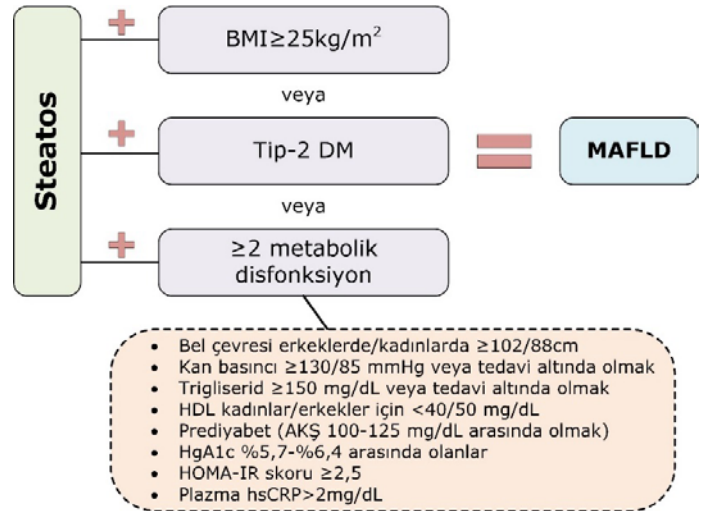 Steatos
+
BMI≥25kg/m²
veya
+
Tip-2 DM
=
MAFLD
veya
+
≥2 metabolik
disfonksiyon
• Bel çevresi erkeklerde/kadınlarda ≥102/88cm
• Kan basıncı ≥130/85 mmHg veya tedavi altında olmak
• Trigliserid ≥150 mg/dL veya tedavi altında olmak
• HDL kadınlar/erkekler için <40/50 mg/dL
• Prediyabet (AKŞ 100-125 mg/dL arasında olmak)
• HgA1c %5,7-%6,4 arasında olanlar
• HOMA-IR skoru ≥2,5
• Plazma hsCRP>2mg/dL